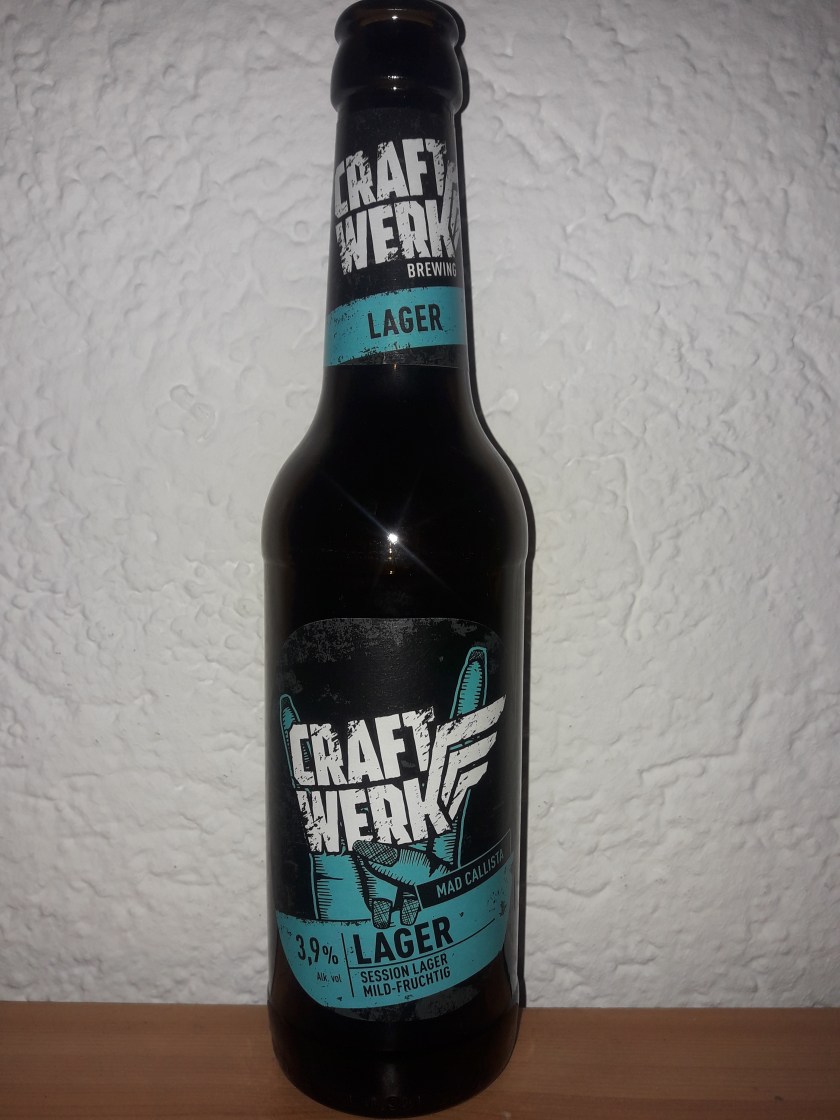 CRAFT
WERK
BREWING
LAGER
CRAFT
WERK
MAD CALLISTA
3,9% LAGER
Alk. vol SESSION LAGER
MILD-FRUCHTIG